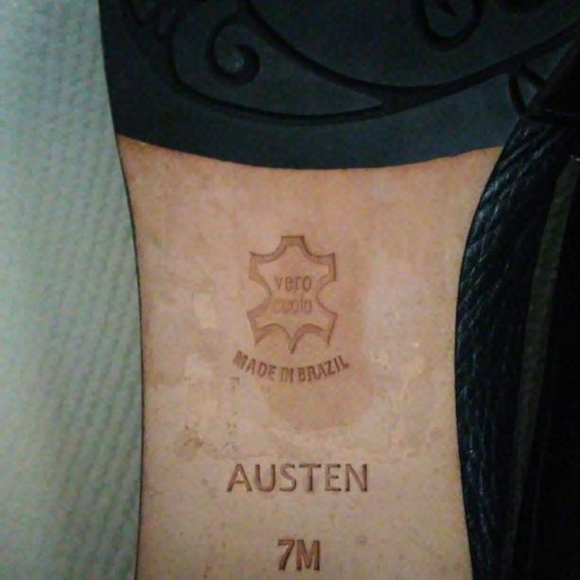 vero
cuoio
MADE IN BRAZIL
AUSTEN
7M